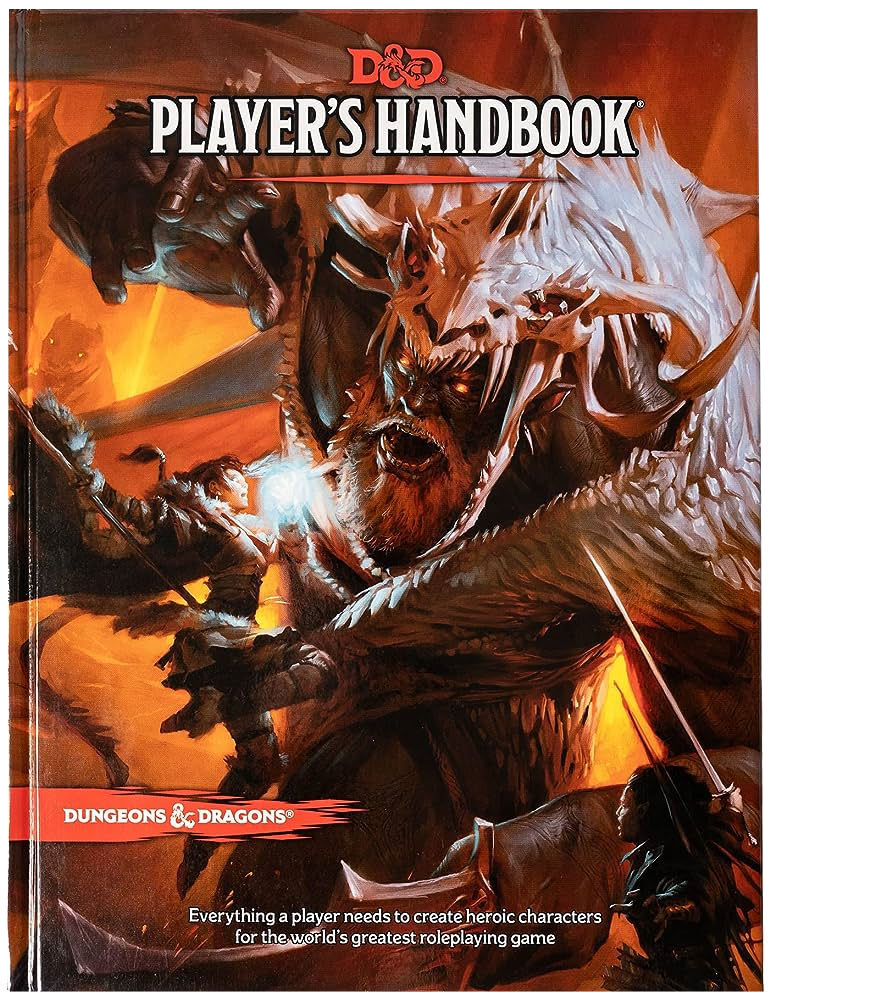 D&D®
PLAYER'S HANDBOOK®
DUNGEONS & DRAGONS®
Everything a player needs to create heroic characters
for the world's greatest roleplaying game